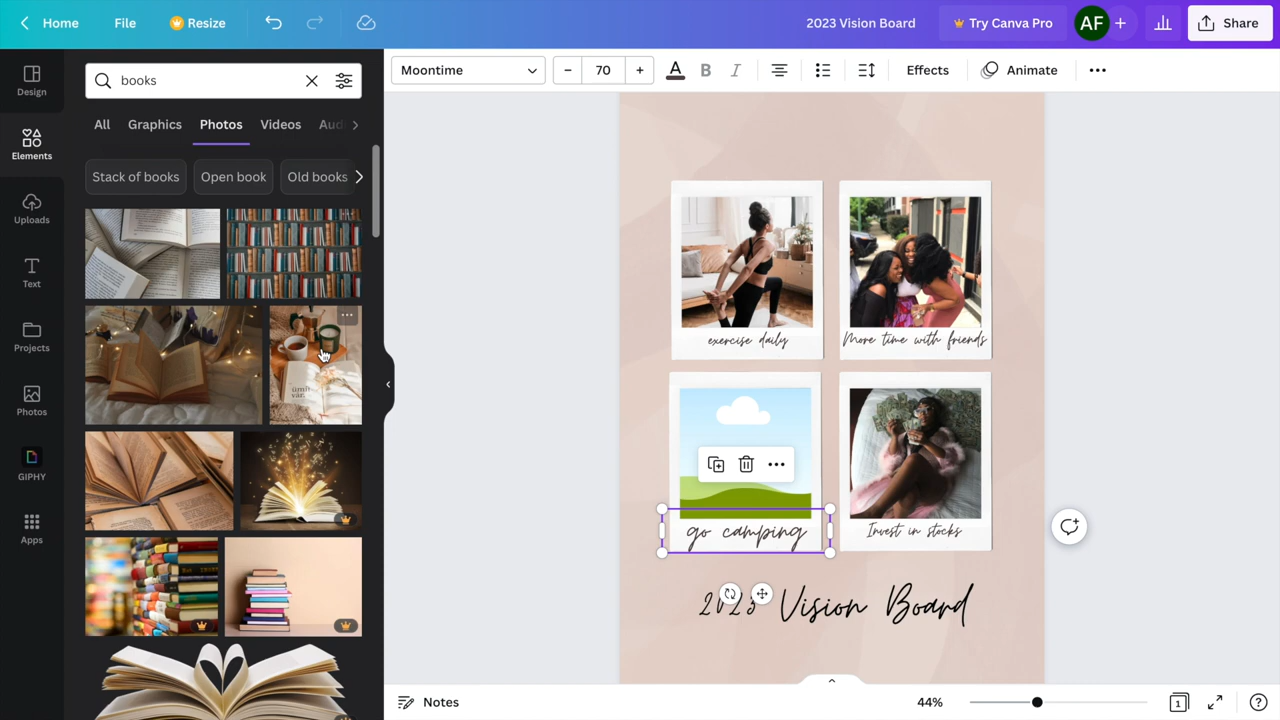 Home File Resize 2023 Vision Board Try Canva Pro AF + Share
Design
Elements
Uploads
Text
Projects
Photos
GIPHY
Apps
books
All Graphics Photos Videos Aud
Stack of books Open book Old books
Moontime − 70 + A B I Effects Animate
exercise daily
More time with friends
go camping
Invest in stocks
2023 Vision Board
Notes 44% 1 ?